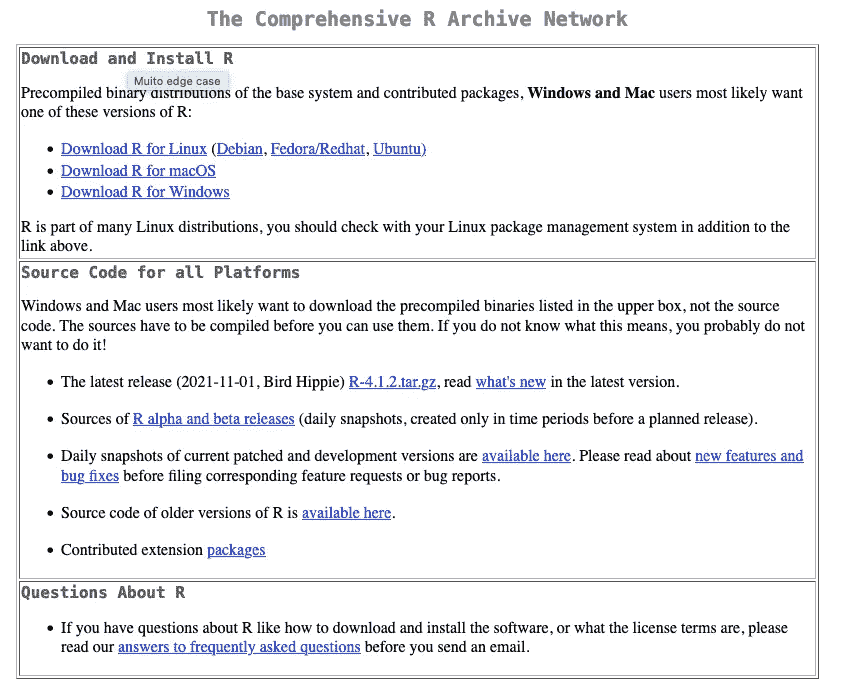 The Comprehensive R Archive Network
Download and Install R
Muito edge case
Precompiled binary distributions of the base system and contributed packages, Windows and Mac users most likely want
one of these versions of R:
• Download R for Linux (Debian, Fedora/Redhat, Ubuntu)
• Download R for macOS
• Download R for Windows
R is part of many Linux distributions, you should check with your Linux package management system in addition to the
link above.
Source Code for all Platforms
Windows and Mac users most likely want to download the precompiled binaries listed in the upper box, not the source
code. The sources have to be compiled before you can use them. If you do not know what this means, you probably do not
want to do it!
• The latest release (2021-11-01, Bird Hippie) R-4.1.2.tar.gz, read what's new in the latest version.
• Sources of R alpha and beta releases (daily snapshots, created only in time periods before a planned release).
• Daily snapshots of current patched and development versions are available here. Please read about new features and
bug fixes before filing corresponding feature requests or bug reports.
• Source code of older versions of R is available here.
• Contributed extension packages
Questions About R
• If you have questions about R like how to download and install the software, or what the license terms are, please
read our answers to frequently asked questions before you send an email.